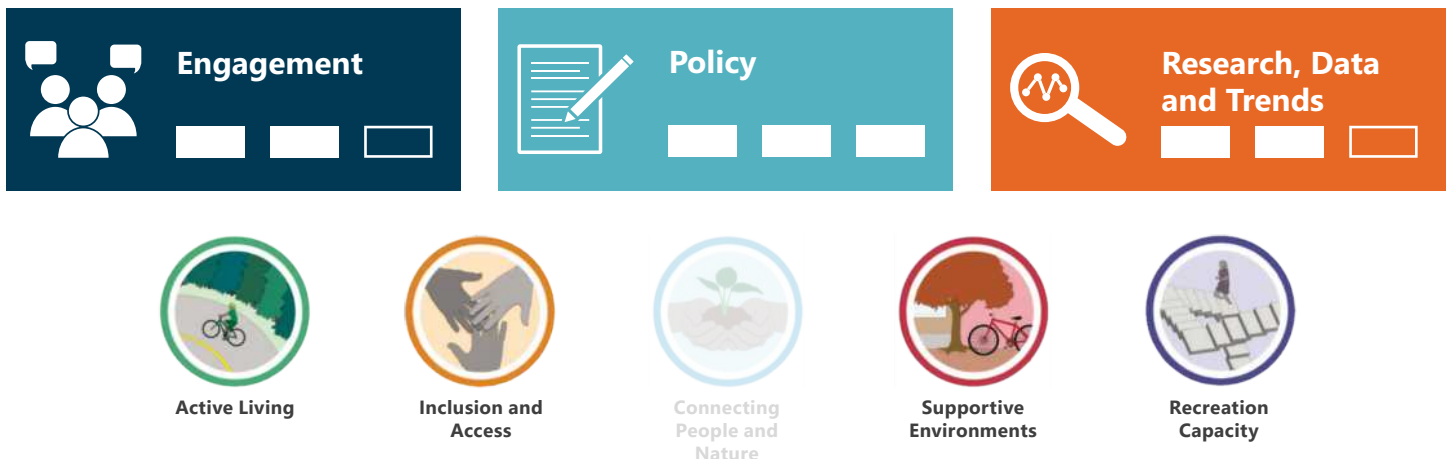 Engagement
Policy
Research, Data
and Trends
Active Living
Inclusion and
Access
Connecting
People and
Nature
Supportive
Environments
Recreation
Capacity